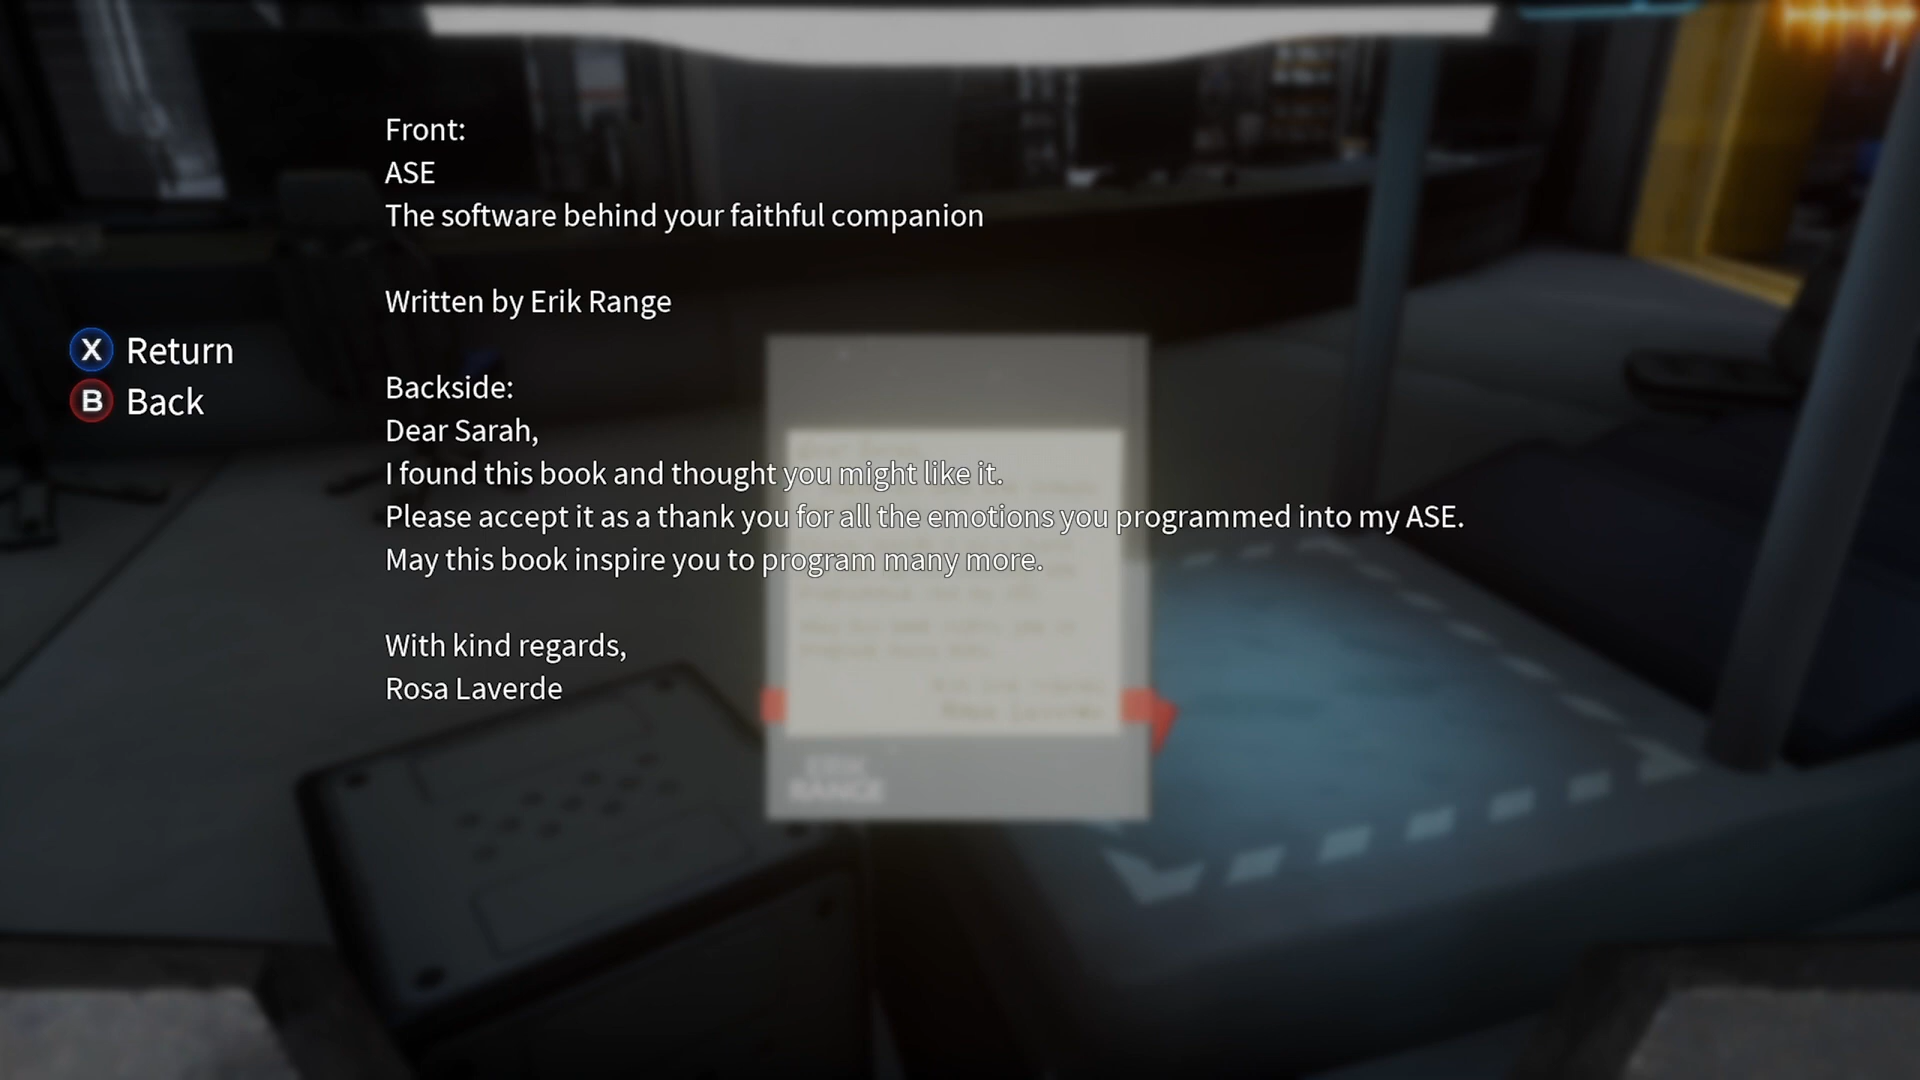 Front:
ASE
The software behind your faithful companion
Written by Erik Range
X Return
B Back
Backside:
Dear Sarah,
I found this book and thought you might like it.
Please accept it as a thank you for all the emotions you programmed into my ASE.
May this book inspire you to program many more.
With kind regards,
Rosa Laverde
ERIK
RANGE